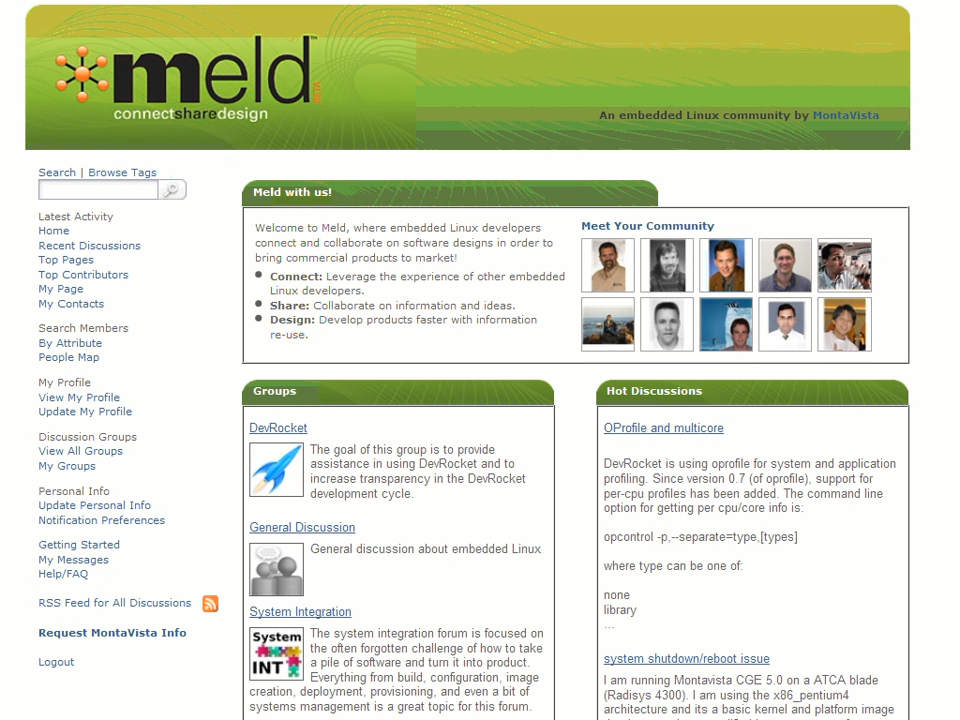 meld™
BETA
connectsharedesign
An embedded Linux community by MontaVista
Search | Browse Tags
Latest Activity
Home
Recent Discussions
Top Pages
Top Contributors
My Page
My Contacts
Search Members
By Attribute
People Map
My Profile
View My Profile
Update My Profile
Discussion Groups
View All Groups
My Groups
Personal Info
Update Personal Info
Notification Preferences
Getting Started
My Messages
Help/FAQ
RSS Feed for All Discussions
Request MontaVista Info
Logout
Meld with us!
Welcome to Meld, where embedded Linux developers
connect and collaborate on software designs in order to
bring commercial products to market!
Connect: Leverage the experience of other embedded
Linux developers.
Share: Collaborate on information and ideas.
Design: Develop products faster with information
re-use.
Meet Your Community
Groups
DevRocket
The goal of this group is to provide
assistance in using DevRocket and to
increase transparency in the DevRocket
development cycle.
General Discussion
General discussion about embedded Linux
System Integration
System
INT
The system integration forum is focused on
the often forgotten challenge of how to take
a pile of software and turn it into product.
Everything from build, configuration, image
creation, deployment, provisioning, and even a bit of
systems management is a great topic for this forum.
Hot Discussions
OProfile and multicore
DevRocket is using oprofile for system and application
profiling. Since version 0.7 (of oprofile), support for
per-cpu profiles has been added. The command line
option for getting per cpu/core info is:
opcontrol -p,--separate=type,[types]
where type can be one of:
none
library
...
system shutdown/reboot issue
I am running Montavista CGE 5.0 on a ATCA blade
(Radisys 4300). I am using the x86_pentium4
architecture and its a basic kernel and platform image